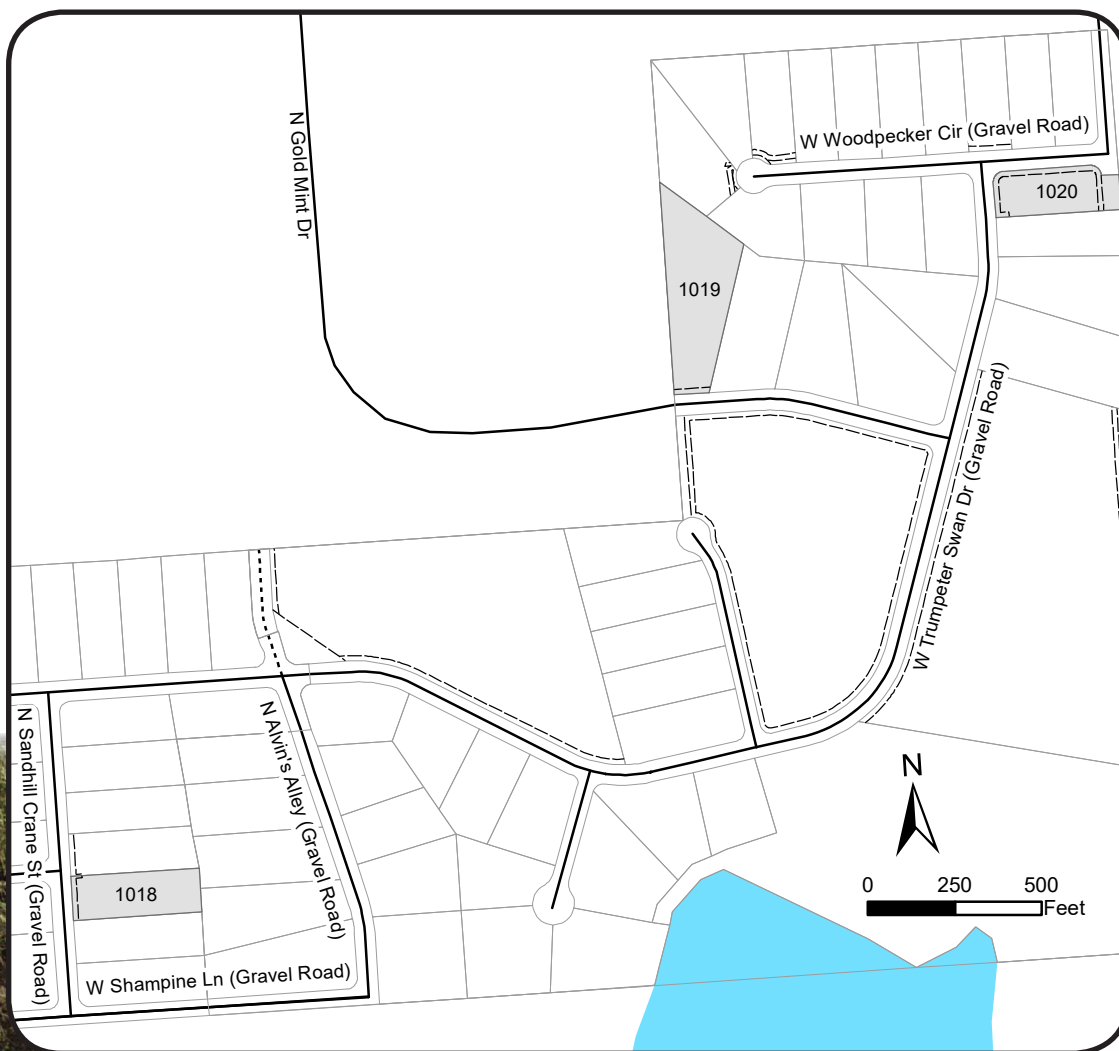 N Gold Mint Dr
W Woodpecker Cir (Gravel Road)
1020
1019
W Trumpeter Swan Dr (Gravel Road)
N Sandhill Crane St (Gravel Road)
N Alvin's Alley (Gravel Road)
1018
W Shampine Ln (Gravel Road)
N
0 250 500
Feet